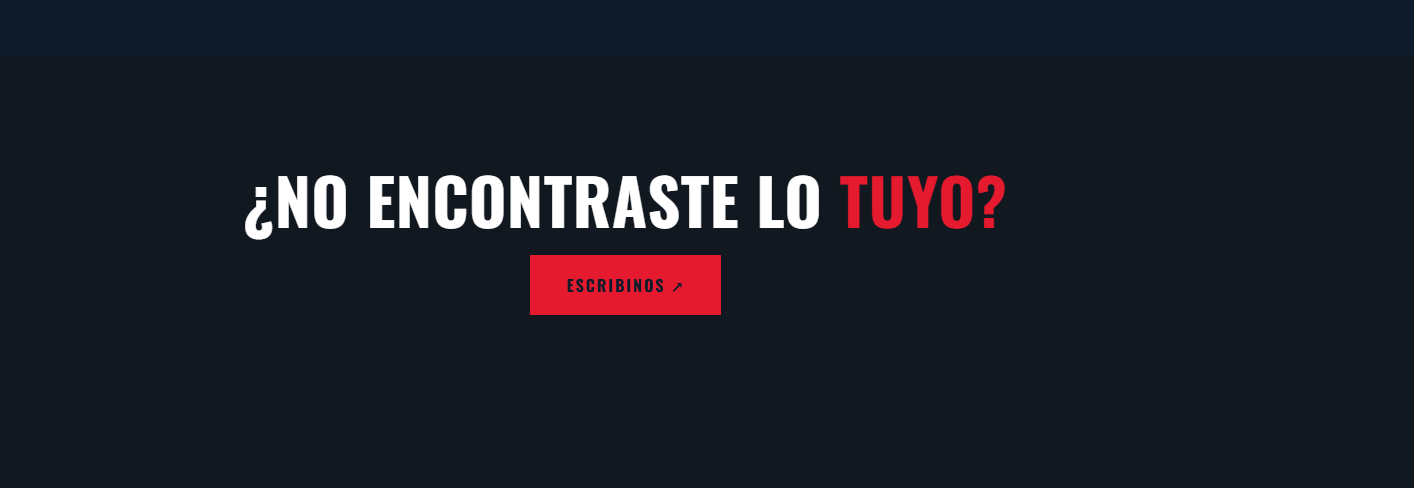 ¿NO ENCONTRASTE LO TUYO?
ESCRIBINOS ↗